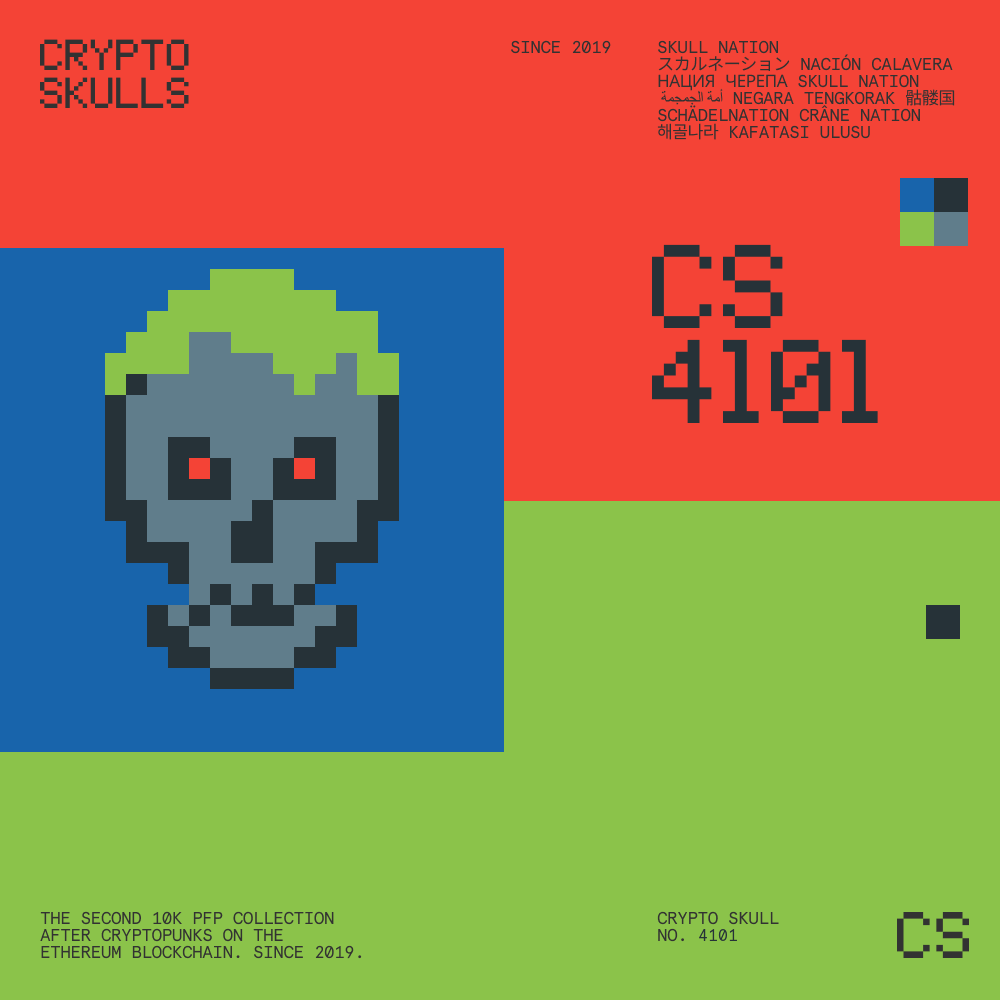 CRYPTO
SKULLS
SINCE 2019
SKULL NATION
スカルネーション NACIÓN CALAVERA
НАЦИЯ ЧЕРЕПА SKULL NATION
أمة الجمجمة NEGARA TENGKORAK 骷髅国
SCHÄDELNATION CRÂNE NATION
해골나라 KAFATASI ULUSU
CS
4101
THE SECOND 10K PFP COLLECTION
AFTER CRYPTOPUNKS ON THE
ETHEREUM BLOCKCHAIN. SINCE 2019.
CRYPTO SKULL
NO. 4101
CS